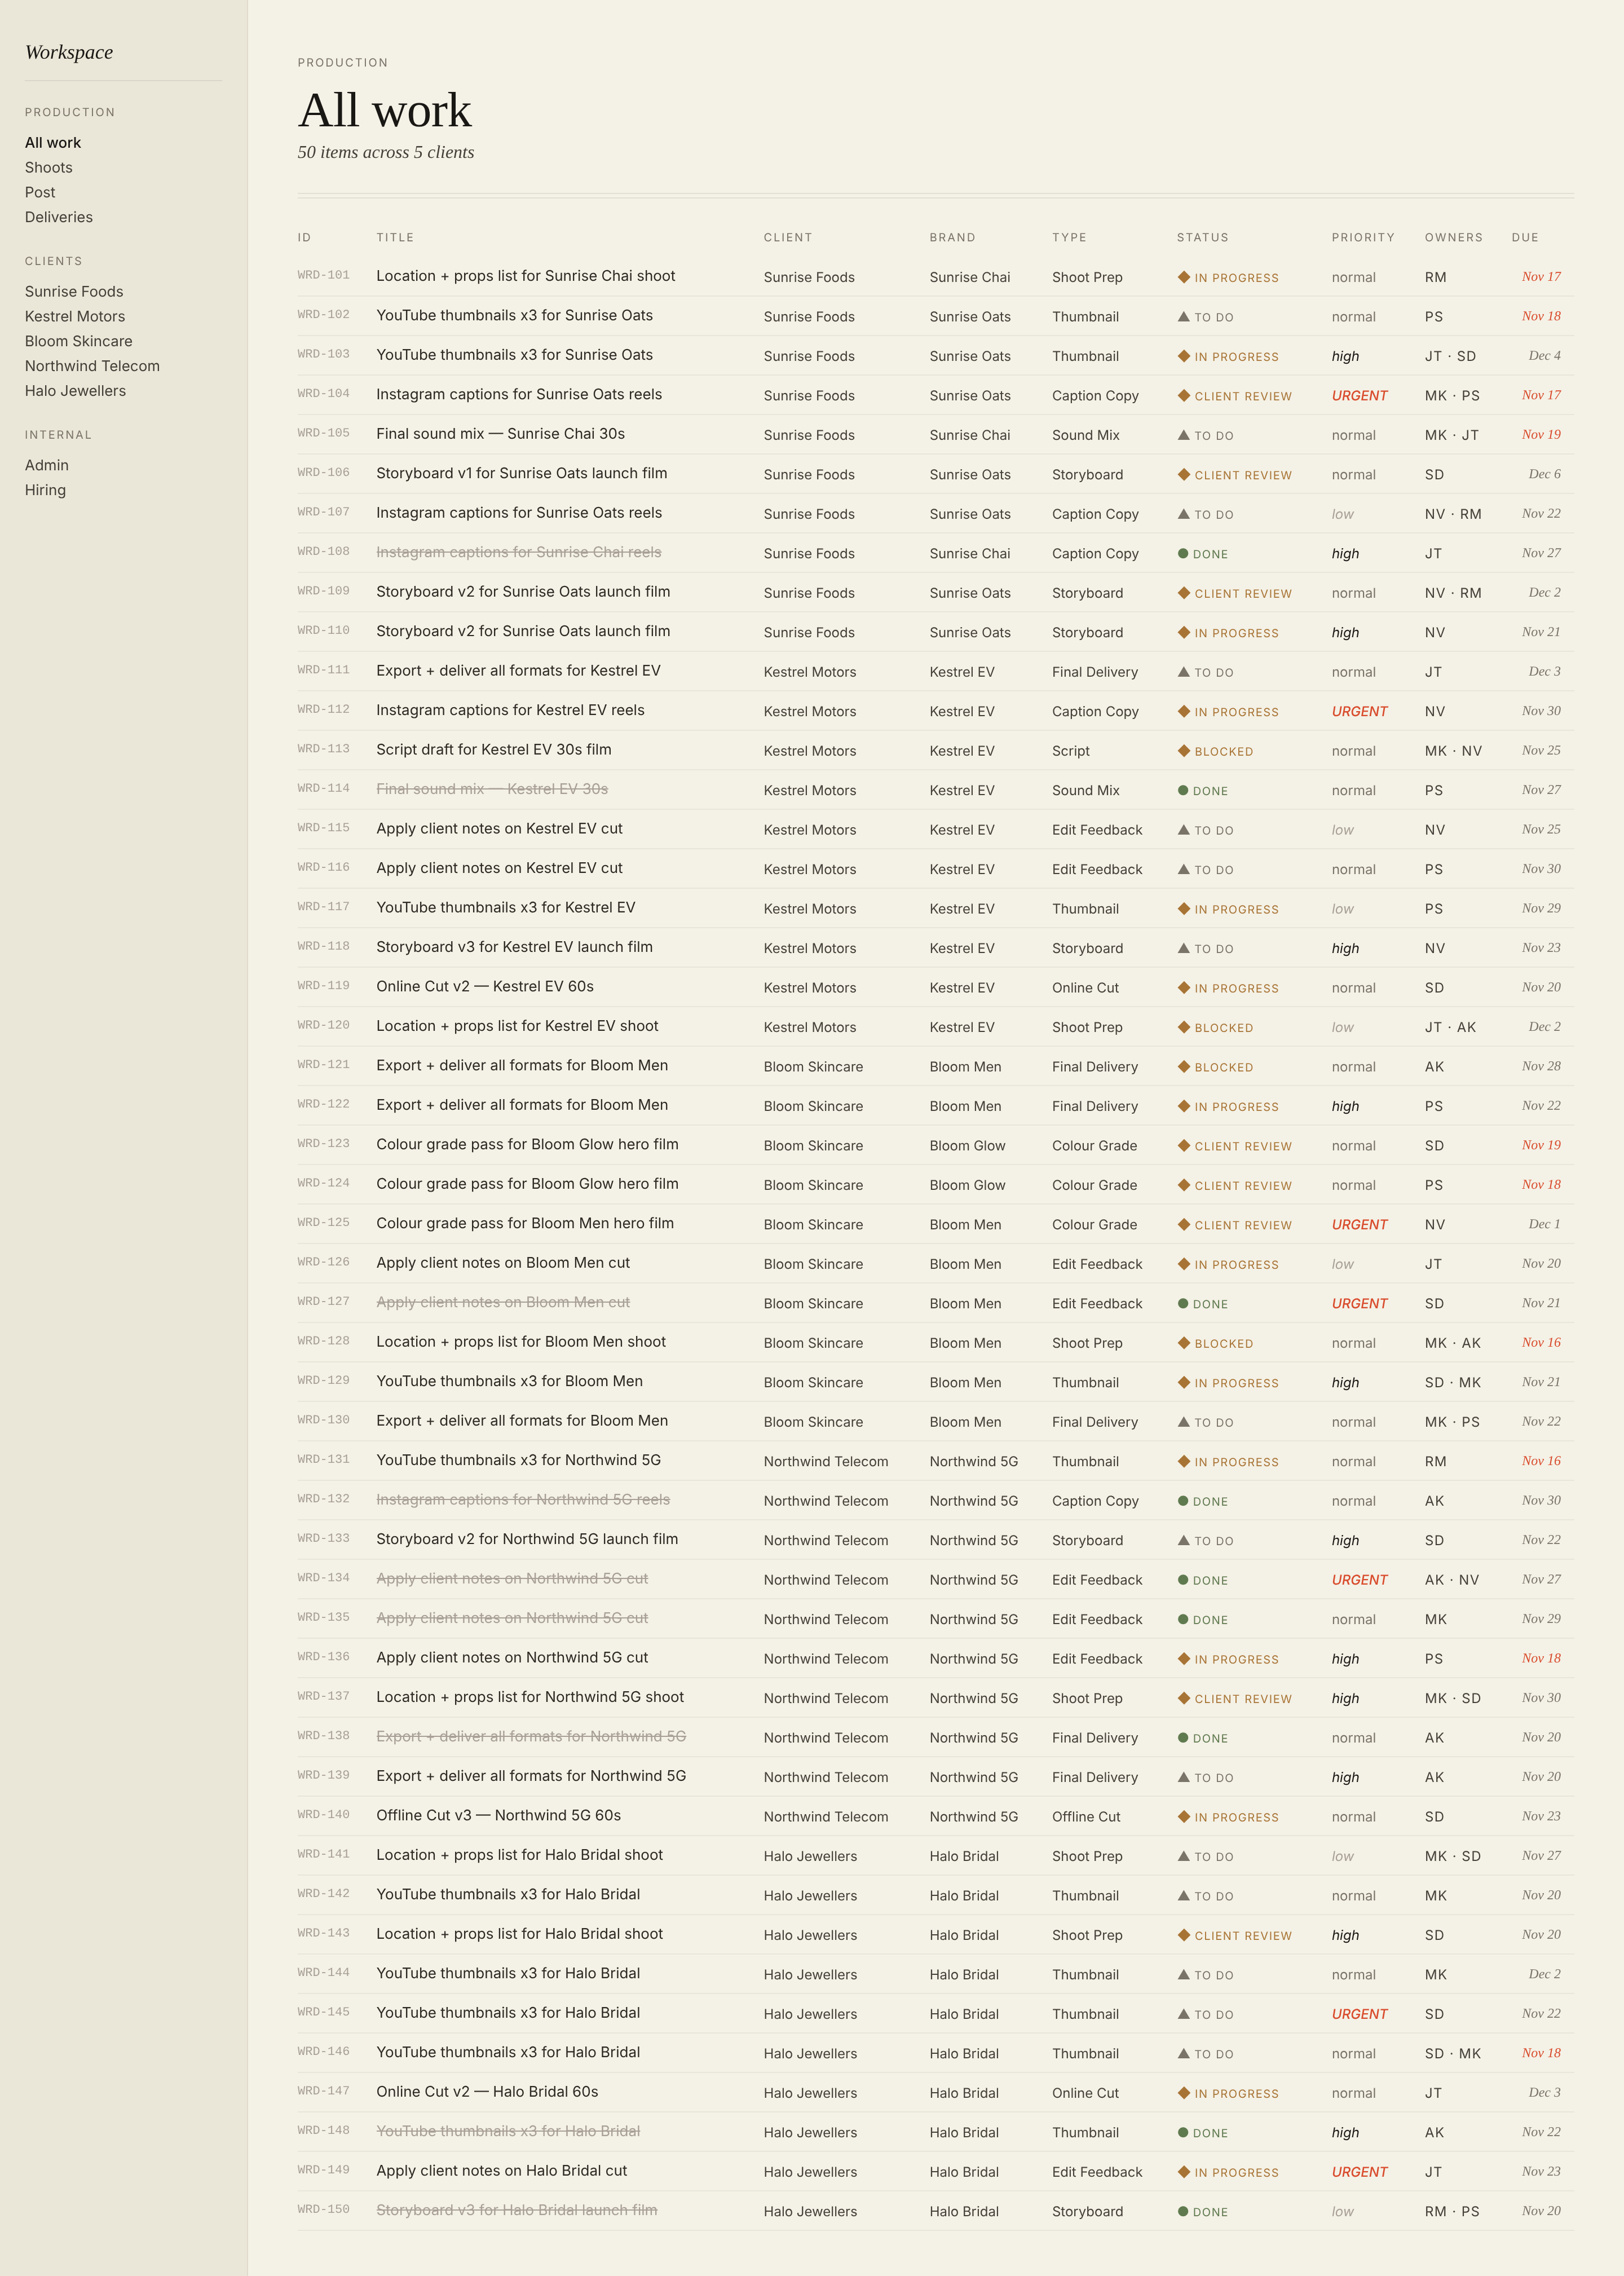 Workspace
PRODUCTION
All work
Shoots
Post
Deliveries
CLIENTS
Sunrise Foods
Kestrel Motors
Bloom Skincare
Northwind Telecom
Halo Jewellers
INTERNAL
Admin
Hiring
PRODUCTION
All work
50 items across 5 clients
ID TITLE CLIENT BRAND TYPE STATUS PRIORITY OWNERS DUE
WRD-101 Location + props list for Sunrise Chai shoot Sunrise Foods Sunrise Chai Shoot Prep IN PROGRESS normal RM Nov 17
WRD-102 YouTube thumbnails x3 for Sunrise Oats Sunrise Foods Sunrise Oats Thumbnail TO DO normal PS Nov 18
WRD-103 YouTube thumbnails x3 for Sunrise Oats Sunrise Foods Sunrise Oats Thumbnail IN PROGRESS high JT · SD Dec 4
WRD-104 Instagram captions for Sunrise Oats reels Sunrise Foods Sunrise Oats Caption Copy CLIENT REVIEW URGENT MK · PS Nov 17
WRD-105 Final sound mix — Sunrise Chai 30s Sunrise Foods Sunrise Chai Sound Mix TO DO normal MK · JT Nov 19
WRD-106 Storyboard v1 for Sunrise Oats launch film Sunrise Foods Sunrise Oats Storyboard CLIENT REVIEW normal SD Dec 6
WRD-107 Instagram captions for Sunrise Oats reels Sunrise Foods Sunrise Oats Caption Copy TO DO low NV · RM Nov 22
WRD-108 Instagram captions for Sunrise Chai reels Sunrise Foods Sunrise Chai Caption Copy DONE high JT Nov 27
WRD-109 Storyboard v2 for Sunrise Oats launch film Sunrise Foods Sunrise Oats Storyboard CLIENT REVIEW normal NV · RM Dec 2
WRD-110 Storyboard v2 for Sunrise Oats launch film Sunrise Foods Sunrise Oats Storyboard IN PROGRESS high NV Nov 21
WRD-111 Export + deliver all formats for Kestrel EV Kestrel Motors Kestrel EV Final Delivery TO DO normal JT Dec 3
WRD-112 Instagram captions for Kestrel EV reels Kestrel Motors Kestrel EV Caption Copy IN PROGRESS URGENT NV Nov 30
WRD-113 Script draft for Kestrel EV 30s film Kestrel Motors Kestrel EV Script BLOCKED normal MK · NV Nov 25
WRD-114 Final sound mix — Kestrel EV 30s Kestrel Motors Kestrel EV Sound Mix DONE normal PS Nov 27
WRD-115 Apply client notes on Kestrel EV cut Kestrel Motors Kestrel EV Edit Feedback TO DO low NV Nov 25
WRD-116 Apply client notes on Kestrel EV cut Kestrel Motors Kestrel EV Edit Feedback TO DO normal PS Nov 30
WRD-117 YouTube thumbnails x3 for Kestrel EV Kestrel Motors Kestrel EV Thumbnail IN PROGRESS low PS Nov 29
WRD-118 Storyboard v3 for Kestrel EV launch film Kestrel Motors Kestrel EV Storyboard TO DO high NV Nov 23
WRD-119 Online Cut v2 — Kestrel EV 60s Kestrel Motors Kestrel EV Online Cut IN PROGRESS normal SD Nov 20
WRD-120 Location + props list for Kestrel EV shoot Kestrel Motors Kestrel EV Shoot Prep BLOCKED low JT · AK Dec 2
WRD-121 Export + deliver all formats for Bloom Men Bloom Skincare Bloom Men Final Delivery BLOCKED normal AK Nov 28
WRD-122 Export + deliver all formats for Bloom Men Bloom Skincare Bloom Men Final Delivery IN PROGRESS high PS Nov 22
WRD-123 Colour grade pass for Bloom Glow hero film Bloom Skincare Bloom Glow Colour Grade CLIENT REVIEW normal SD Nov 19
WRD-124 Colour grade pass for Bloom Glow hero film Bloom Skincare Bloom Glow Colour Grade CLIENT REVIEW normal PS Nov 18
WRD-125 Colour grade pass for Bloom Men hero film Bloom Skincare Bloom Men Colour Grade CLIENT REVIEW URGENT NV Dec 1
WRD-126 Apply client notes on Bloom Men cut Bloom Skincare Bloom Men Edit Feedback IN PROGRESS low JT Nov 20
WRD-127 Apply client notes on Bloom Men cut Bloom Skincare Bloom Men Edit Feedback DONE URGENT SD Nov 21
WRD-128 Location + props list for Bloom Men shoot Bloom Skincare Bloom Men Shoot Prep BLOCKED normal MK · AK Nov 16
WRD-129 YouTube thumbnails x3 for Bloom Men Bloom Skincare Bloom Men Thumbnail IN PROGRESS high SD · MK Nov 21
WRD-130 Export + deliver all formats for Bloom Men Bloom Skincare Bloom Men Final Delivery TO DO normal MK · PS Nov 22
WRD-131 YouTube thumbnails x3 for Northwind 5G Northwind Telecom Northwind 5G Thumbnail IN PROGRESS normal RM Nov 16
WRD-132 Instagram captions for Northwind 5G reels Northwind Telecom Northwind 5G Caption Copy DONE normal AK Nov 30
WRD-133 Storyboard v2 for Northwind 5G launch film Northwind Telecom Northwind 5G Storyboard TO DO high SD Nov 22
WRD-134 Apply client notes on Northwind 5G cut Northwind Telecom Northwind 5G Edit Feedback DONE URGENT AK · NV Nov 27
WRD-135 Apply client notes on Northwind 5G cut Northwind Telecom Northwind 5G Edit Feedback DONE normal MK Nov 29
WRD-136 Apply client notes on Northwind 5G cut Northwind Telecom Northwind 5G Edit Feedback IN PROGRESS high PS Nov 18
WRD-137 Location + props list for Northwind 5G shoot Northwind Telecom Northwind 5G Shoot Prep CLIENT REVIEW high MK · SD Nov 30
WRD-138 Export + deliver all formats for Northwind 5G Northwind Telecom Northwind 5G Final Delivery DONE normal AK Nov 20
WRD-139 Export + deliver all formats for Northwind 5G Northwind Telecom Northwind 5G Final Delivery TO DO high AK Nov 20
WRD-140 Offline Cut v3 — Northwind 5G 60s Northwind Telecom Northwind 5G Offline Cut IN PROGRESS normal SD Nov 23
WRD-141 Location + props list for Halo Bridal shoot Halo Jewellers Halo Bridal Shoot Prep TO DO low MK · SD Nov 27
WRD-142 YouTube thumbnails x3 for Halo Bridal Halo Jewellers Halo Bridal Thumbnail TO DO normal MK Nov 20
WRD-143 Location + props list for Halo Bridal shoot Halo Jewellers Halo Bridal Shoot Prep CLIENT REVIEW high SD Nov 20
WRD-144 YouTube thumbnails x3 for Halo Bridal Halo Jewellers Halo Bridal Thumbnail TO DO normal MK Dec 2
WRD-145 YouTube thumbnails x3 for Halo Bridal Halo Jewellers Halo Bridal Thumbnail TO DO URGENT SD Nov 22
WRD-146 YouTube thumbnails x3 for Halo Bridal Halo Jewellers Halo Bridal Thumbnail TO DO normal SD · MK Nov 18
WRD-147 Online Cut v2 — Halo Bridal 60s Halo Jewellers Halo Bridal Online Cut IN PROGRESS normal JT Dec 3
WRD-148 YouTube thumbnails x3 for Halo Bridal Halo Jewellers Halo Bridal Thumbnail DONE high AK Nov 22
WRD-149 Apply client notes on Halo Bridal cut Halo Jewellers Halo Bridal Edit Feedback IN PROGRESS URGENT JT Nov 23
WRD-150 Storyboard v3 for Halo Bridal launch film Halo Jewellers Halo Bridal Storyboard DONE low RM · PS Nov 20